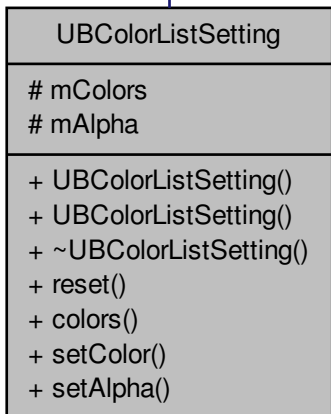 UBColorListSetting
# mColors
# mAlpha
+ UBColorListSetting()
+ UBColorListSetting()
+ ~UBColorListSetting()
+ reset()
+ colors()
+ setColor()
+ setAlpha()